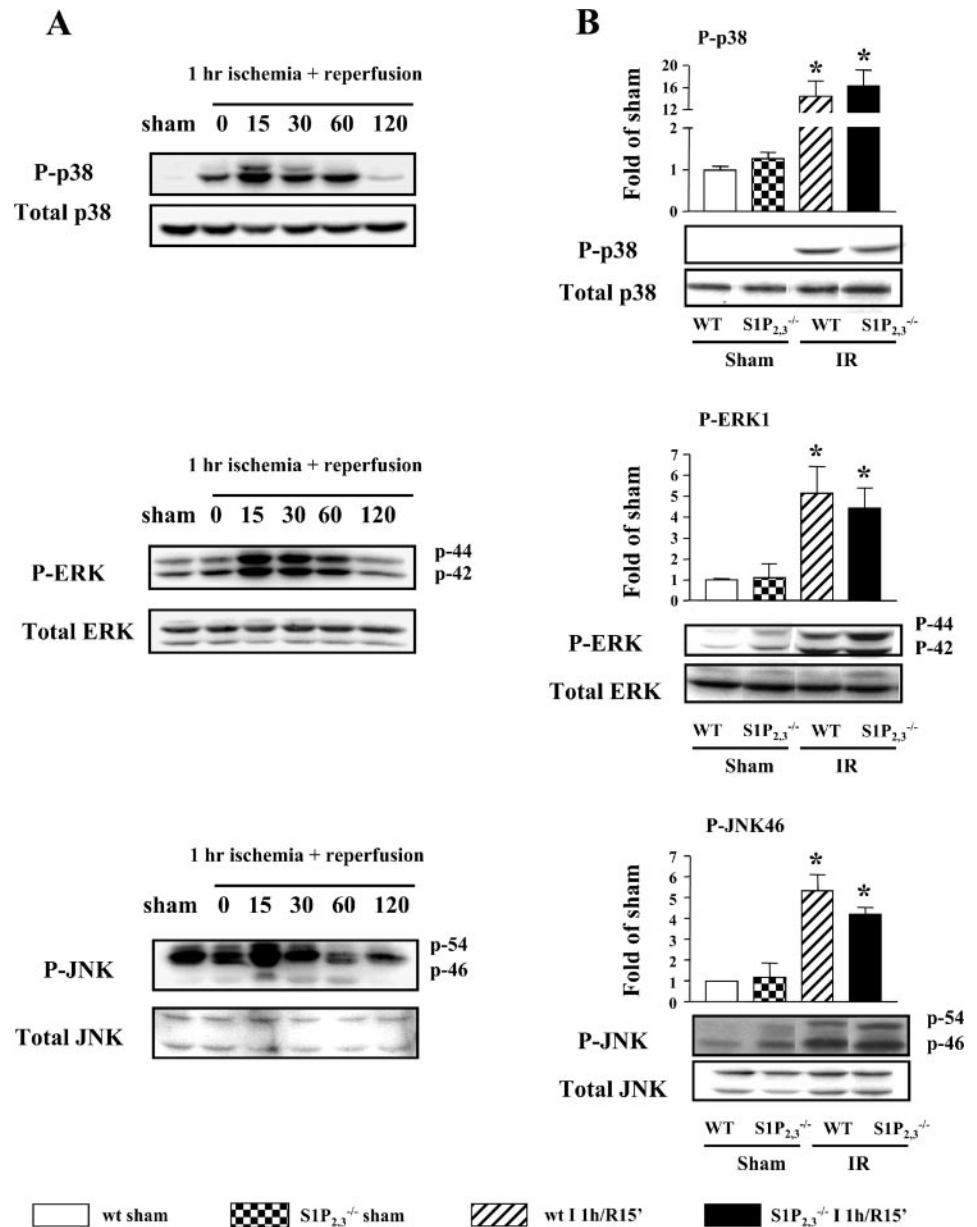 A
1 hr ischemia + reperfusion
sham 0 15 30 60 120
P-p38
Total p38
1 hr ischemia + reperfusion
sham 0 15 30 60 120
P-ERK
p-44
p-42
Total ERK
1 hr ischemia + reperfusion
sham 0 15 30 60 120
P-JNK
p-54
p-46
Total JNK
B
P-p38
Fold of sham
20
16
12
2
1
0
* *
P-p38
Total p38
WT S1P2,3-/- WT S1P2,3-/-
Sham IR
P-ERK1
Fold of sham
7
6
5
4
3
2
1
0
* *
P-ERK
P-44
P-42
Total ERK
WT S1P2,3-/- WT S1P2,3-/-
Sham IR
P-JNK46
Fold of sham
7
6
5
4
3
2
1
0
* *
P-JNK
p-54
p-46
Total JNK
WT S1P2,3-/- WT S1P2,3-/-
Sham IR
wt sham S1P2,3-/- sham wt I 1h/R15' S1P2,3-/- I 1h/R15'